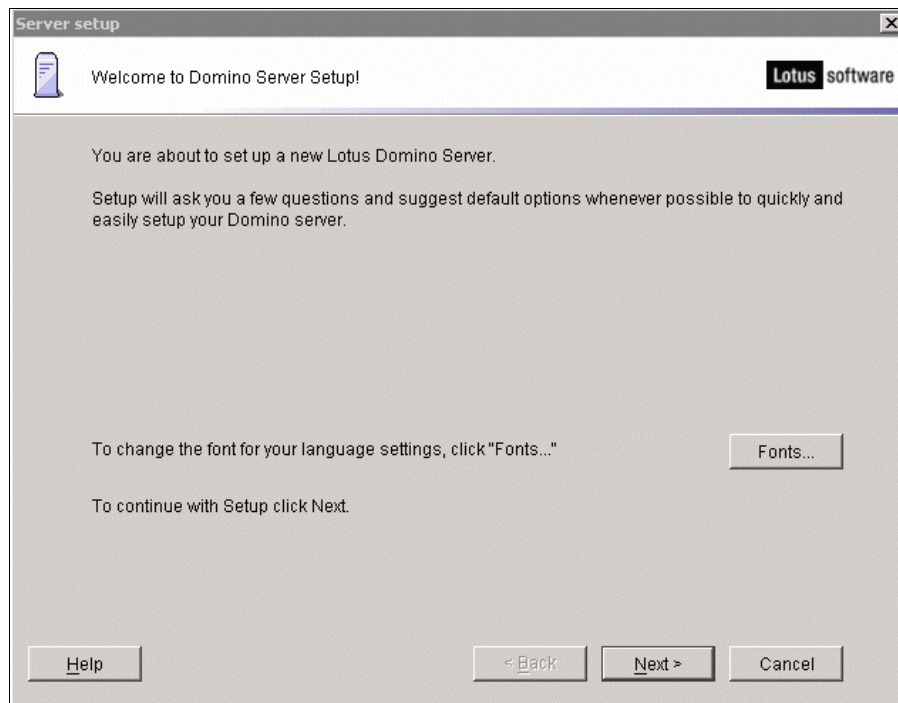 Server setup
Welcome to Domino Server Setup!
Lotus software
You are about to set up a new Lotus Domino Server.
Setup will ask you a few questions and suggest default options whenever possible to quickly and
easily setup your Domino server.
To change the font for your language settings, click "Fonts..."
Fonts...
To continue with Setup click Next.
Help
< Back
Next >
Cancel